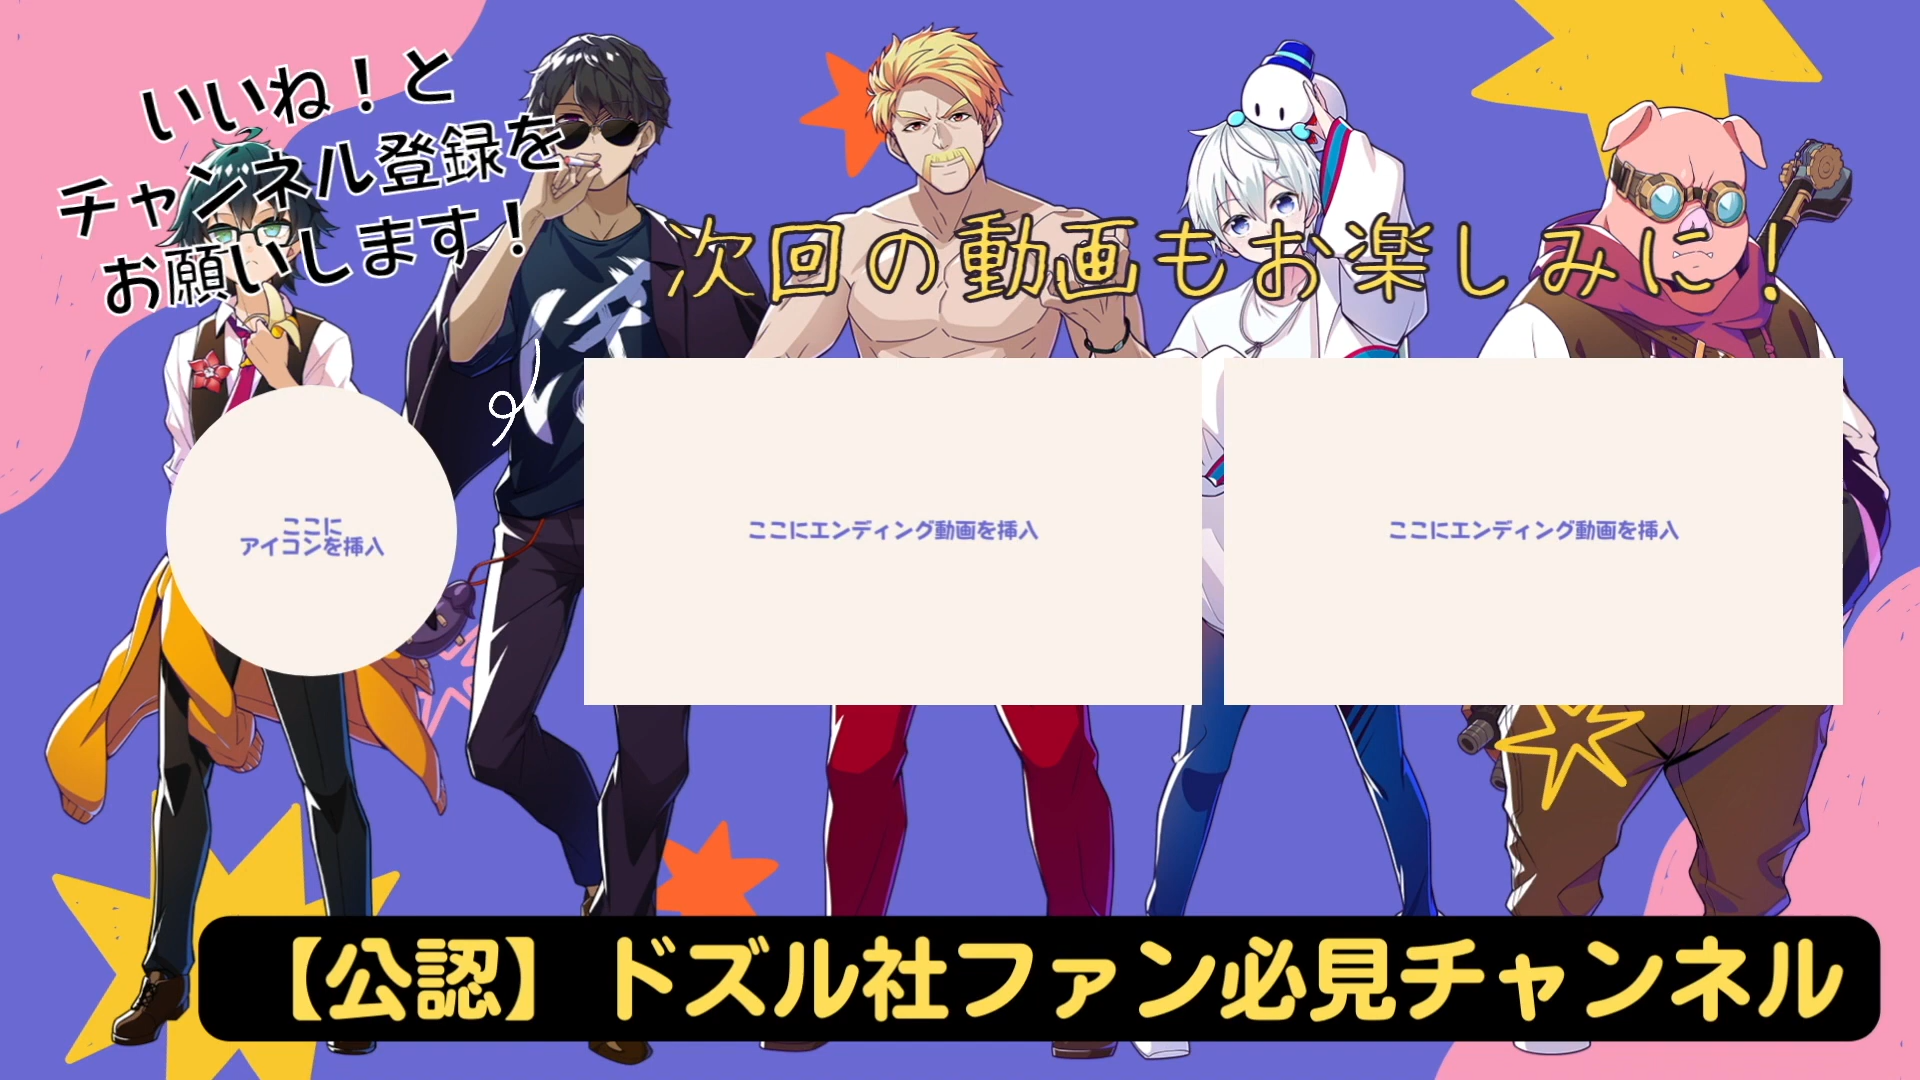 いいね！と
チャンネル登録を
お願いします！
次回の動画もお楽しみに！
ここに
アイコンを挿入
ここにエンディング動画を挿入
ここにエンディング動画を挿入
【公認】ドズル社ファン必見チャンネル